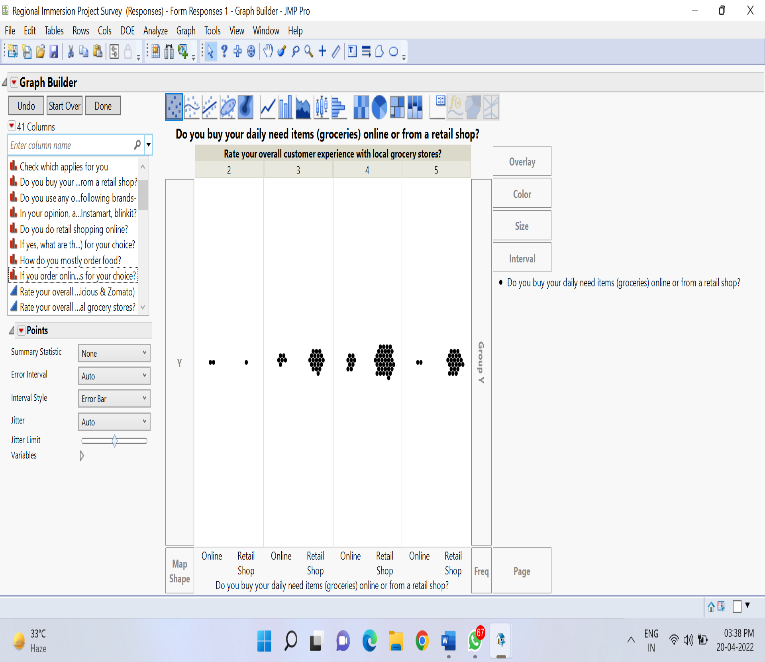 Regional Immersion Project Survey (Responses) - Form Responses 1 - Graph Builder - JMP Pro
File Edit Tables Rows Cols DOE Analyze Graph Tools View Window Help
Graph Builder
Undo Start Over Done
41 Columns
Enter column name
Check which applies for you
Do you buy your ...rom a retail shop?
Do you use any o...following brands-
In your opinion, a...Instamart, blinkit?
Do you do retail shopping online?
If yes, what are th...) for your choice?
How do you mostly order food?
If you order onlin...s for your choice?
Rate your overall ...icious & Zomato)
Rate your overall ...al grocery stores?
Points
Summary Statistic None
Error Interval Auto
Interval Style Error Bar
Jitter Auto
Jitter Limit
Variables
Do you buy your daily need items (groceries) online or from a retail shop?
Rate your overall customer experience with local grocery stores?
2 3 4 5
Y
Group Y
Online Retail Shop Online Retail Shop Online Retail Shop Online Retail Shop
Do you buy your daily need items (groceries) online or from a retail shop?
Map Shape
Freq
Page
Overlay
Color
Size
Interval
Do you buy your daily need items (groceries) online or from a retail shop?
33°C
Haze
67
ENG
IN
03:38 PM
20-04-2022